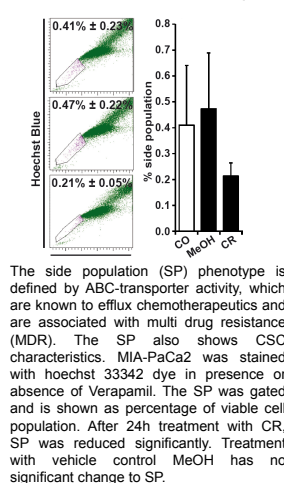 0.41% ± 0.23%
0.47% ± 0.22%
0.21% ± 0.05%
Hoechst Blue
% side population
0.8
0.7
0.6
0.5
0.4
0.3
0.2
0.1
0.0
CO
MeOH
CR
The side population (SP) phenotype is
defined by ABC-transporter activity, which
are known to efflux chemotherapeutics and
are associated with multi drug resistance
(MDR). The SP also shows CSC
characteristics. MIA-PaCa2 was stained
with hoechst 33342 dye in presence or
absence of Verapamil. The SP was gated
and is shown as percentage of viable cell
population. After 24h treatment with CR,
SP was reduced significantly. Treatment
with vehicle control MeOH has no
significant change to SP.